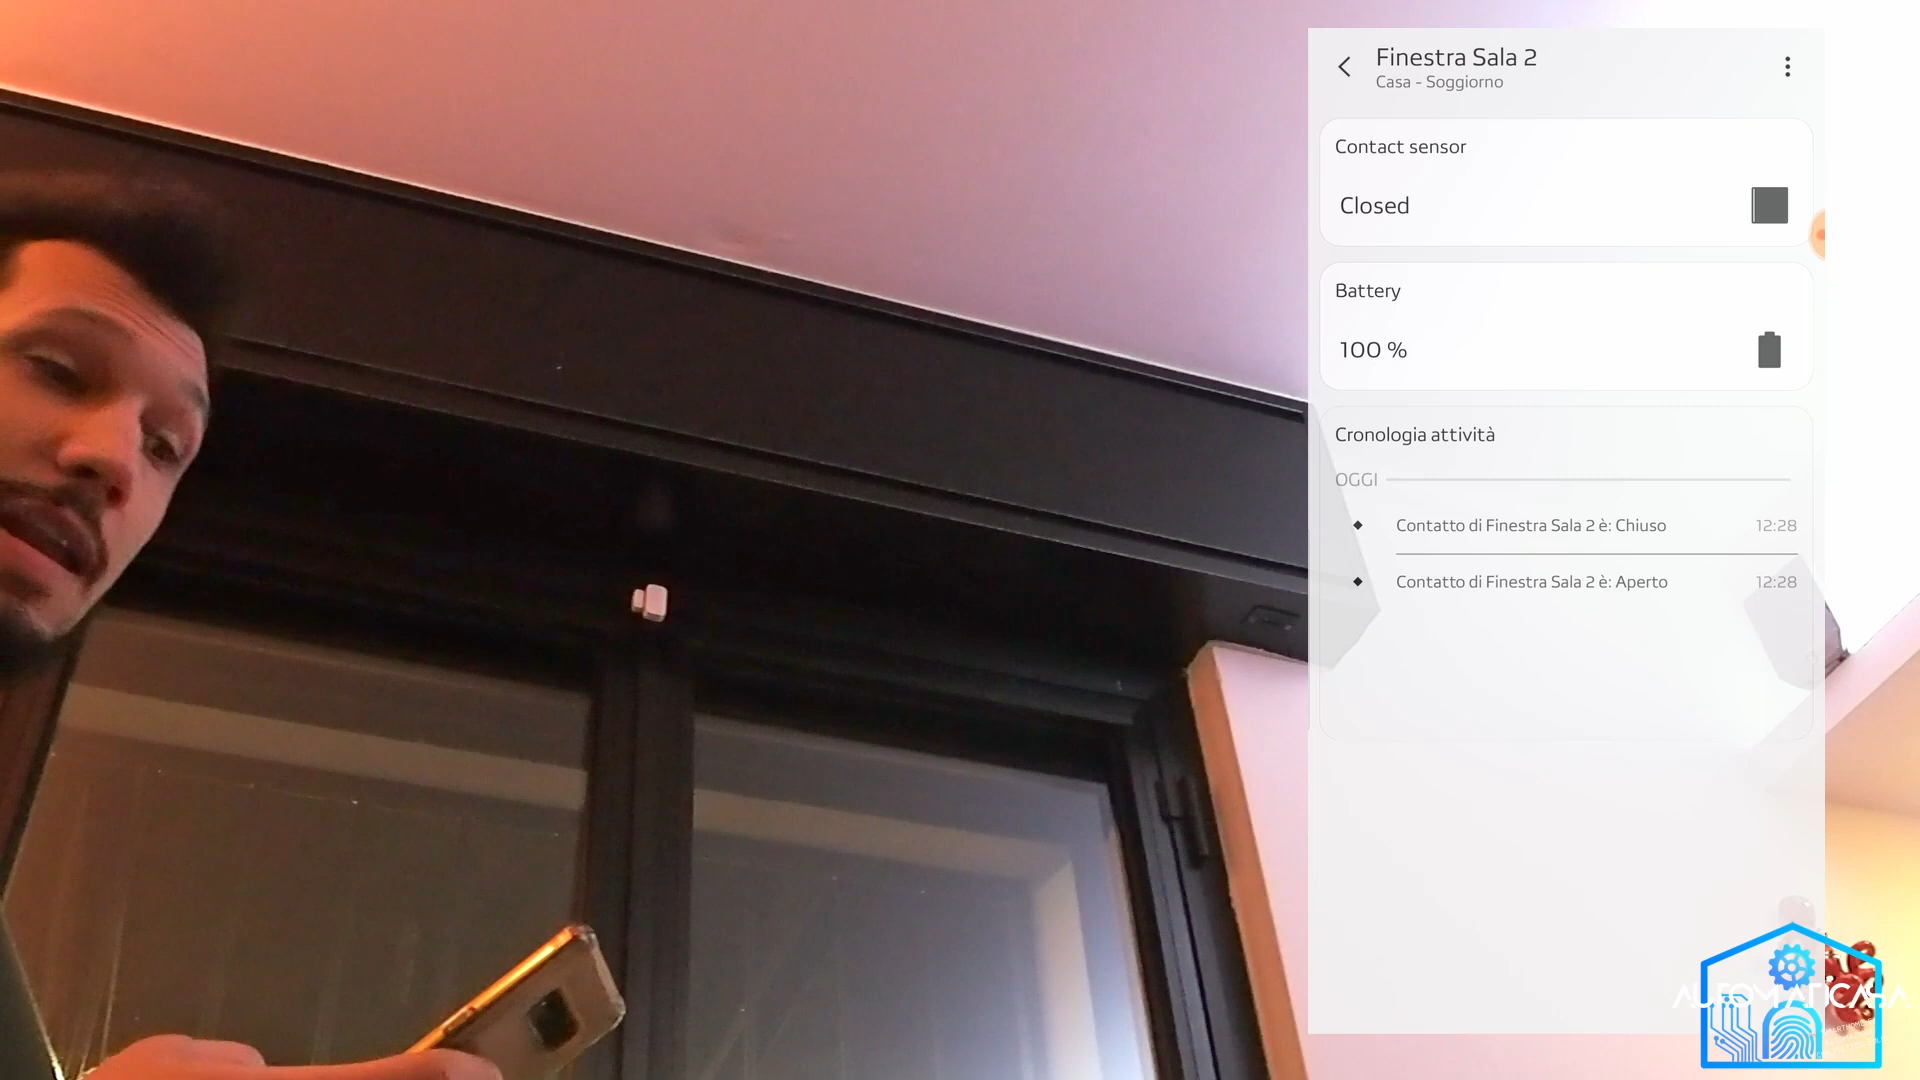 Finestra Sala 2
Casa - Soggiorno
Contact sensor
Closed
Battery
100 %
Cronologia attività
OGGI
Contatto di Finestra Sala 2 è: Chiuso 12:28
Contatto di Finestra Sala 2 è: Aperto 12:28
AUTOMATICASA